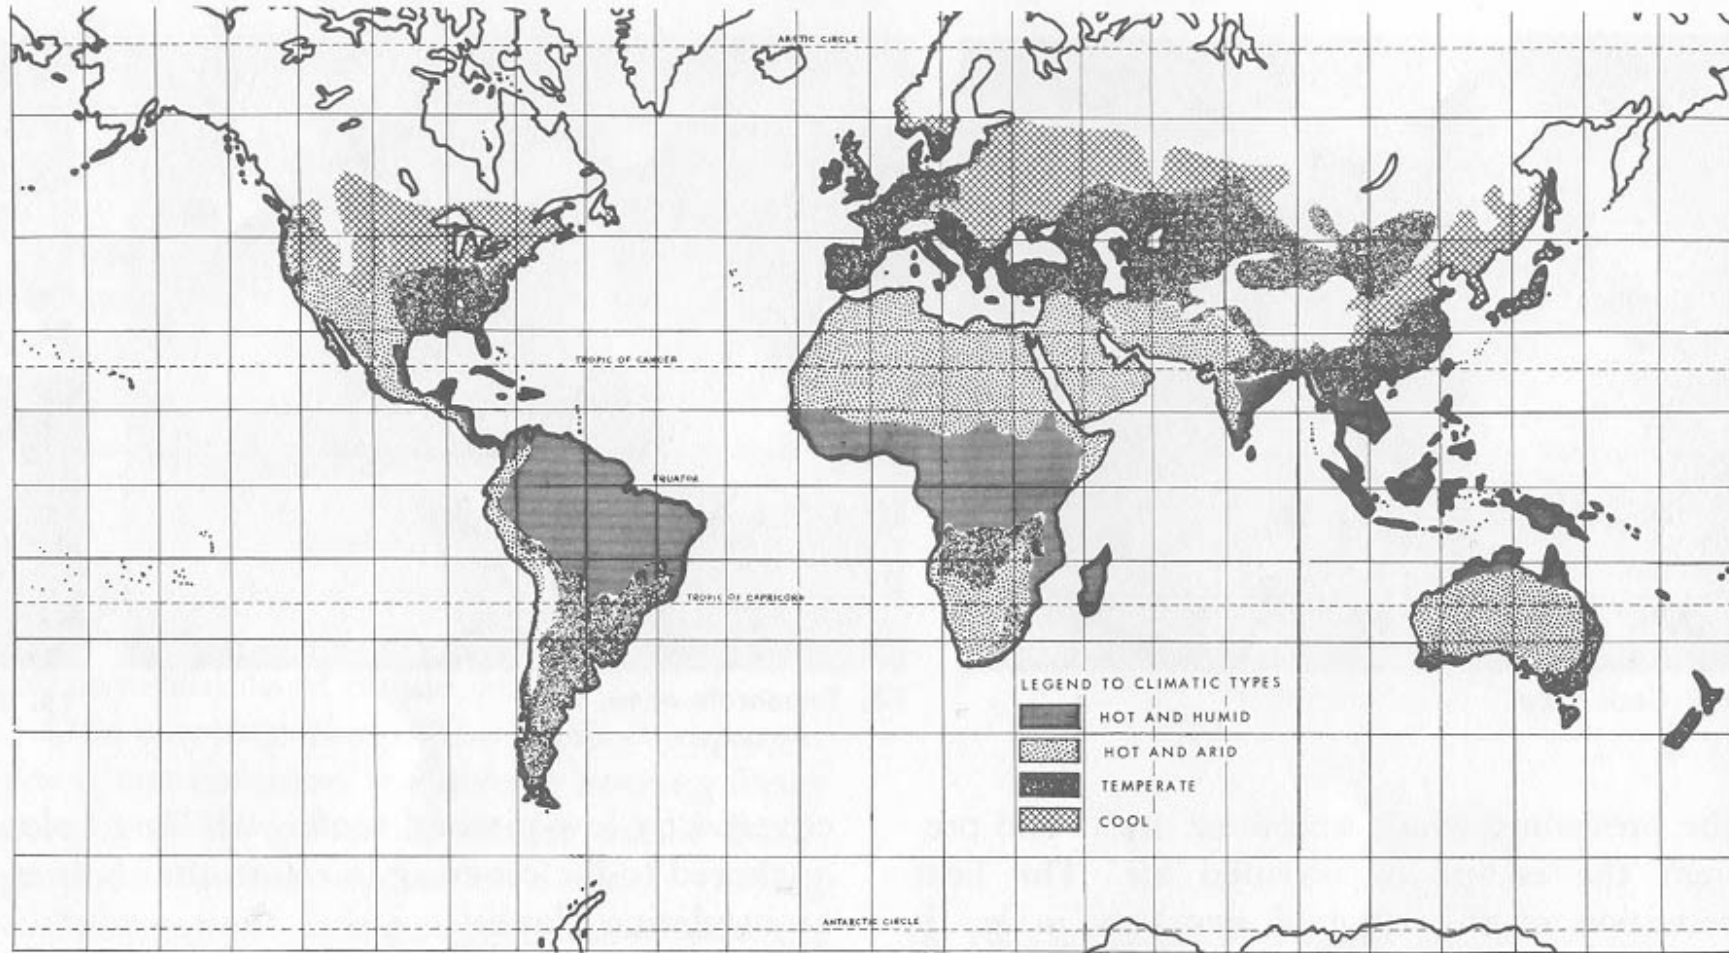 ARCTIC CIRCLE
TROPIC OF CANCER
EQUATOR
TROPIC OF CAPRICORN
LEGEND TO CLIMATIC TYPES
HOT AND HUMID
HOT AND ARID
TEMPERATE
COOL
ANTARCTIC CIRCLE